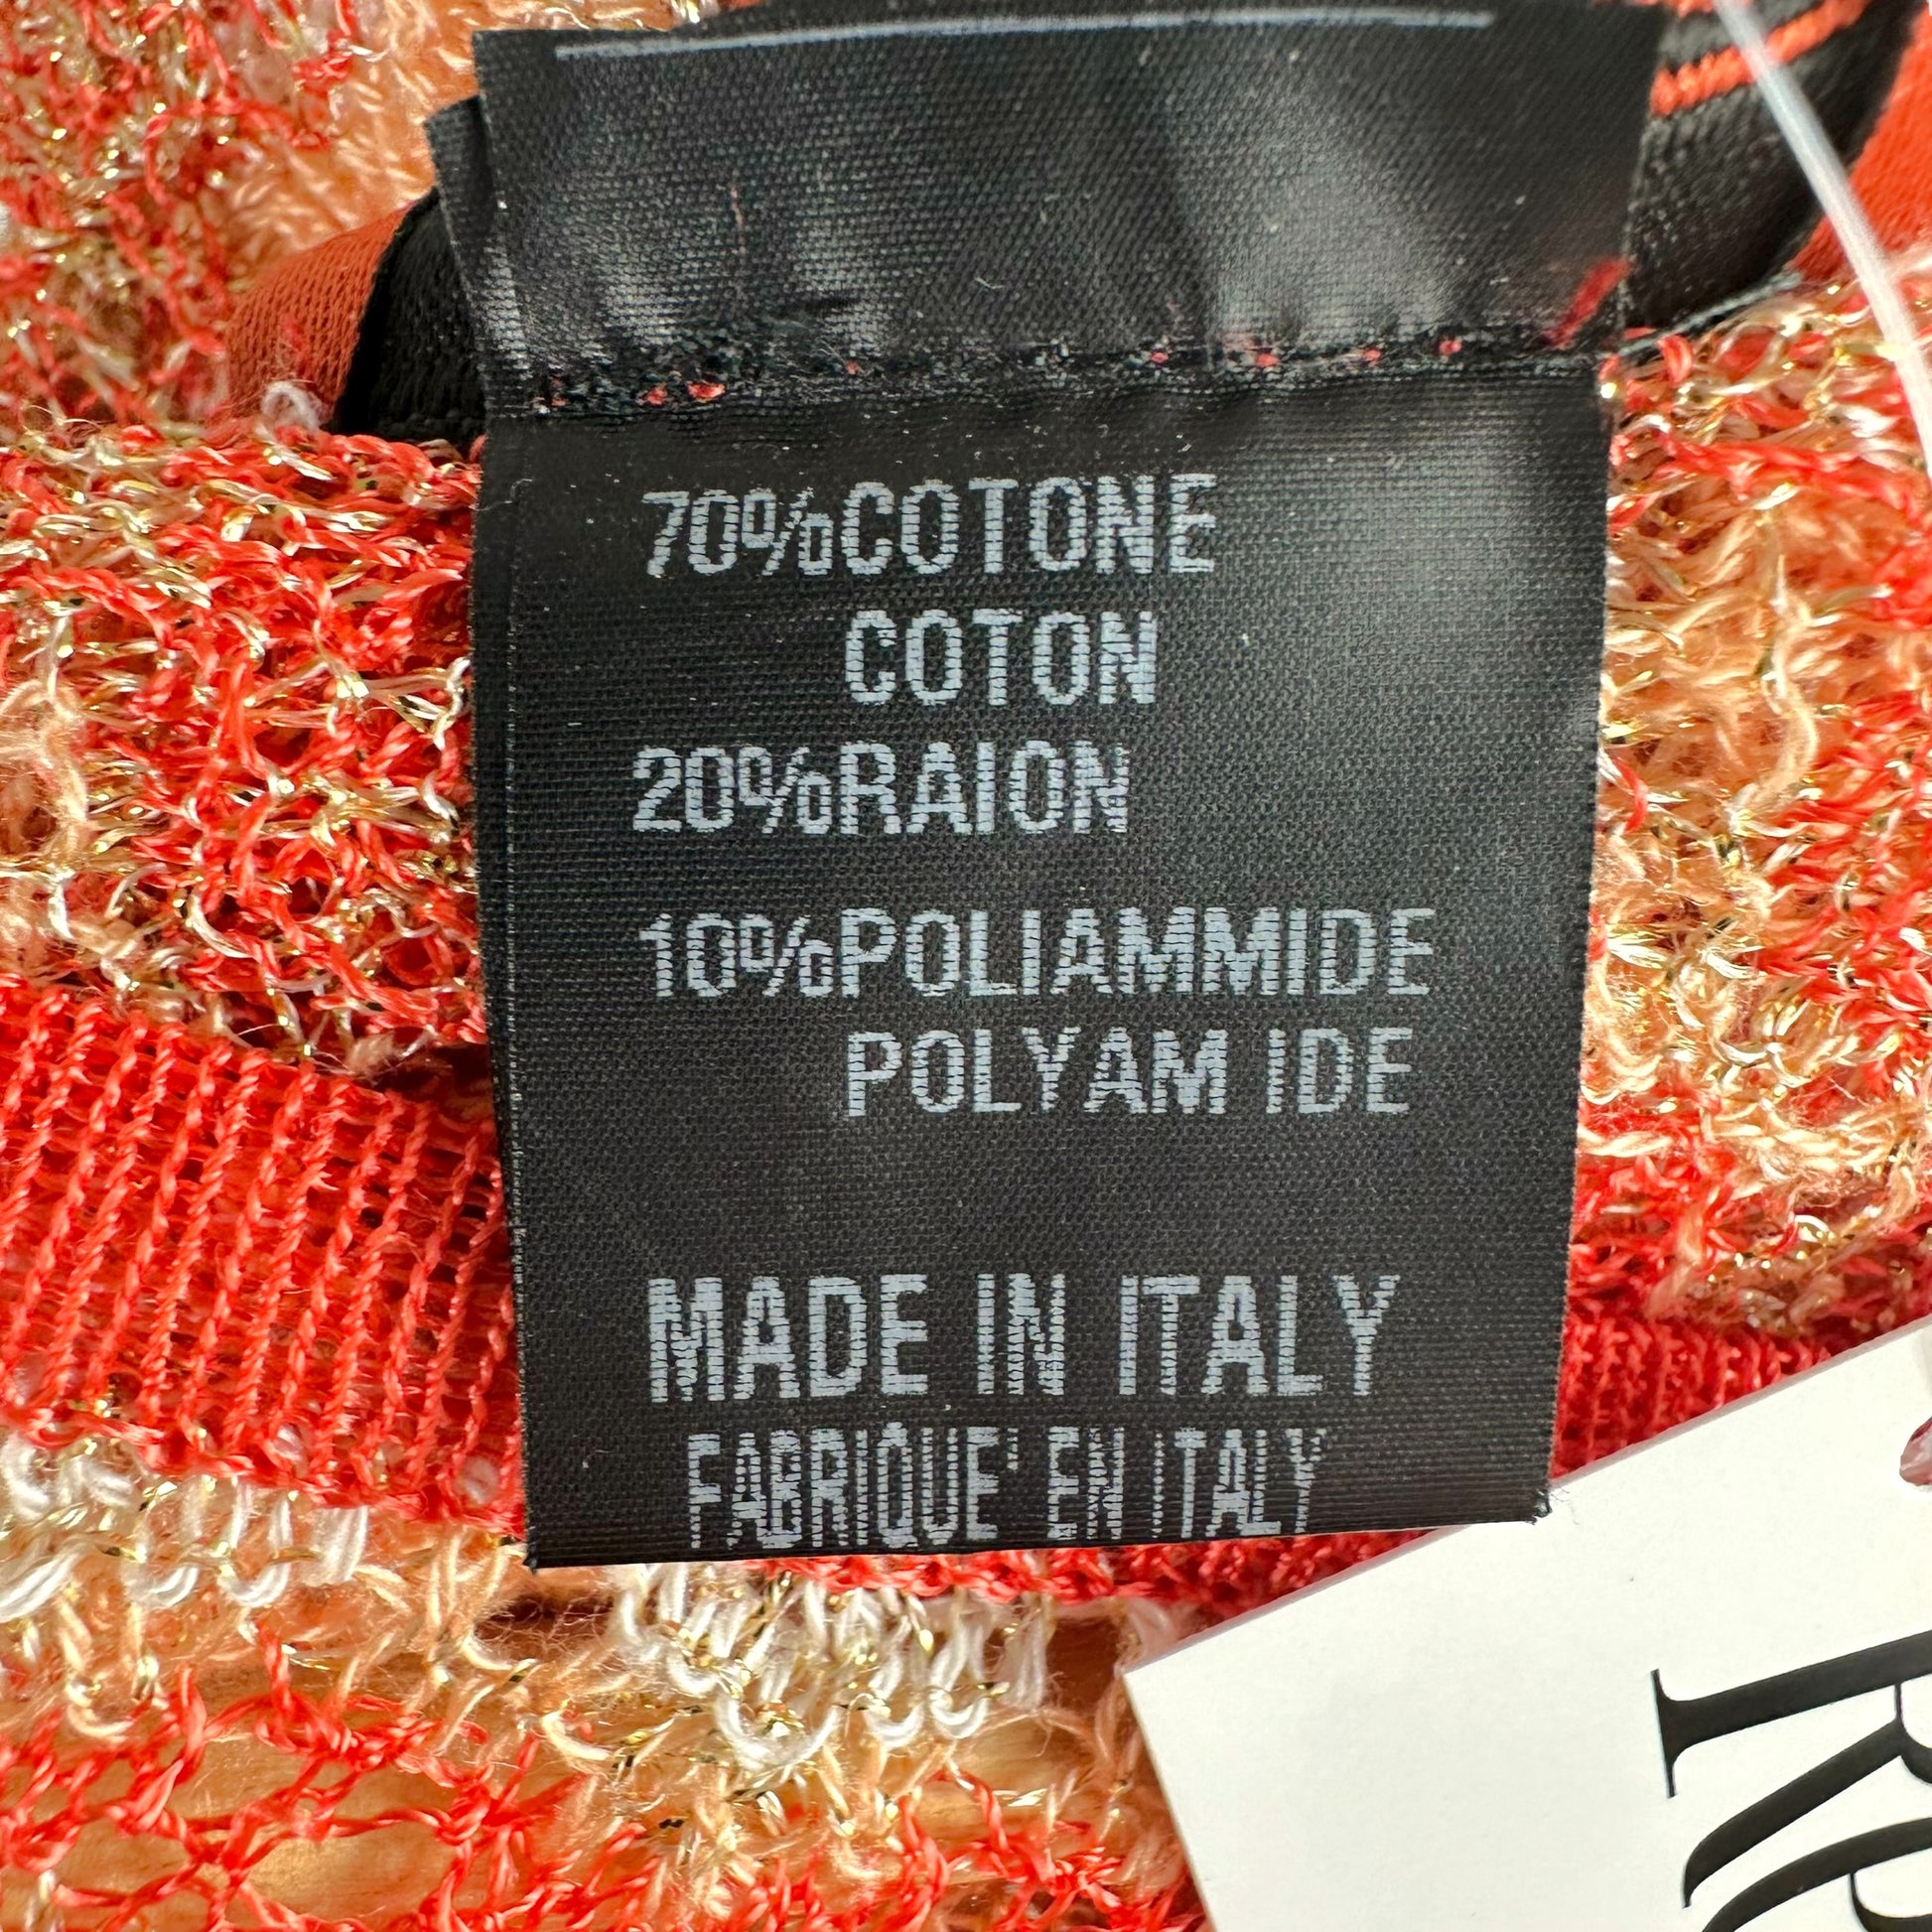 70%COTONE
COTON
20%RAION
10%POLIAMMIDE
POLYAM IDE
MADE IN ITALY
FABRIQUE' EN ITALY